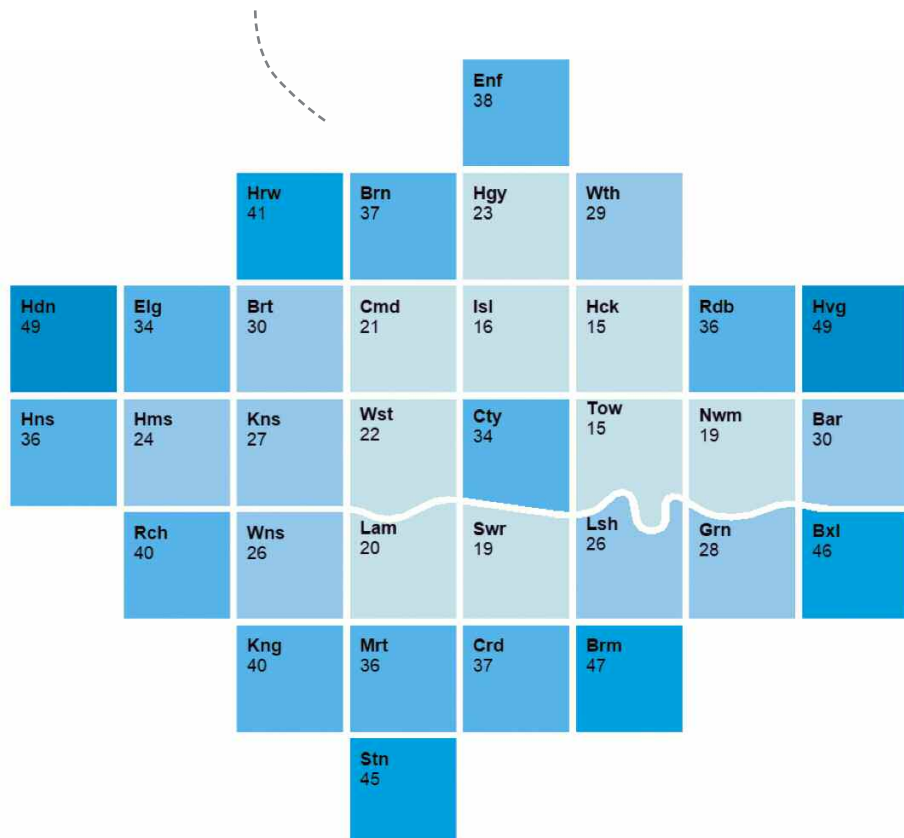 Enf
38
Hrw
41
Brn
37
Hgy
23
Wth
29
Hdn
49
Elg
34
Brt
30
Cmd
21
Isl
16
Hck
15
Rdb
36
Hvg
49
Hns
36
Hms
24
Kns
27
Wst
22
Cty
34
Tow
15
Nwm
19
Bar
30
Rch
40
Wns
26
Lam
20
Swr
19
Lsh
26
Grn
28
Bxl
46
Kng
40
Mrt
36
Crd
37
Brm
47
Stn
45